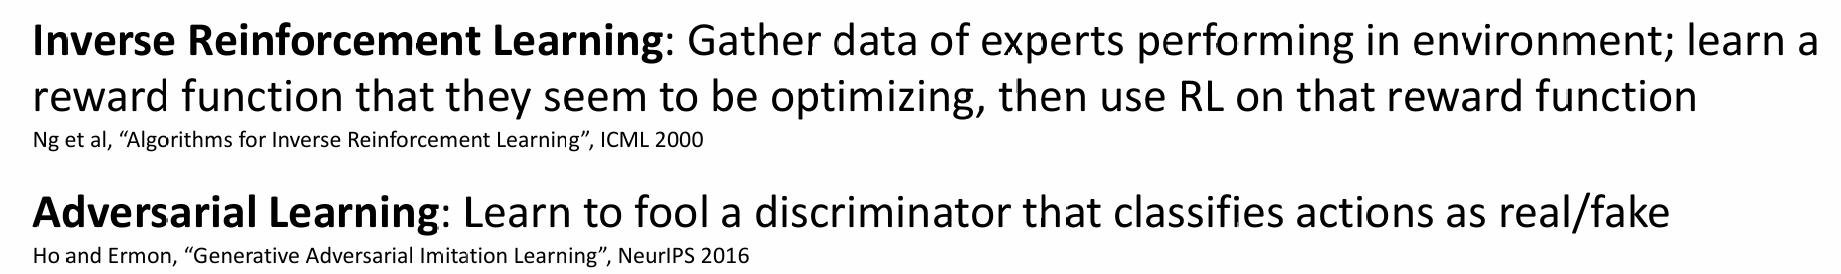 Inverse Reinforcement Learning: Gather data of experts performing in environment; learn a
reward function that they seem to be optimizing, then use RL on that reward function
Ng et al, “Algorithms for Inverse Reinforcement Learning”, ICML 2000
Adversarial Learning: Learn to fool a discriminator that classifies actions as real/fake
Ho and Ermon, “Generative Adversarial Imitation Learning”, NeurIPS 2016